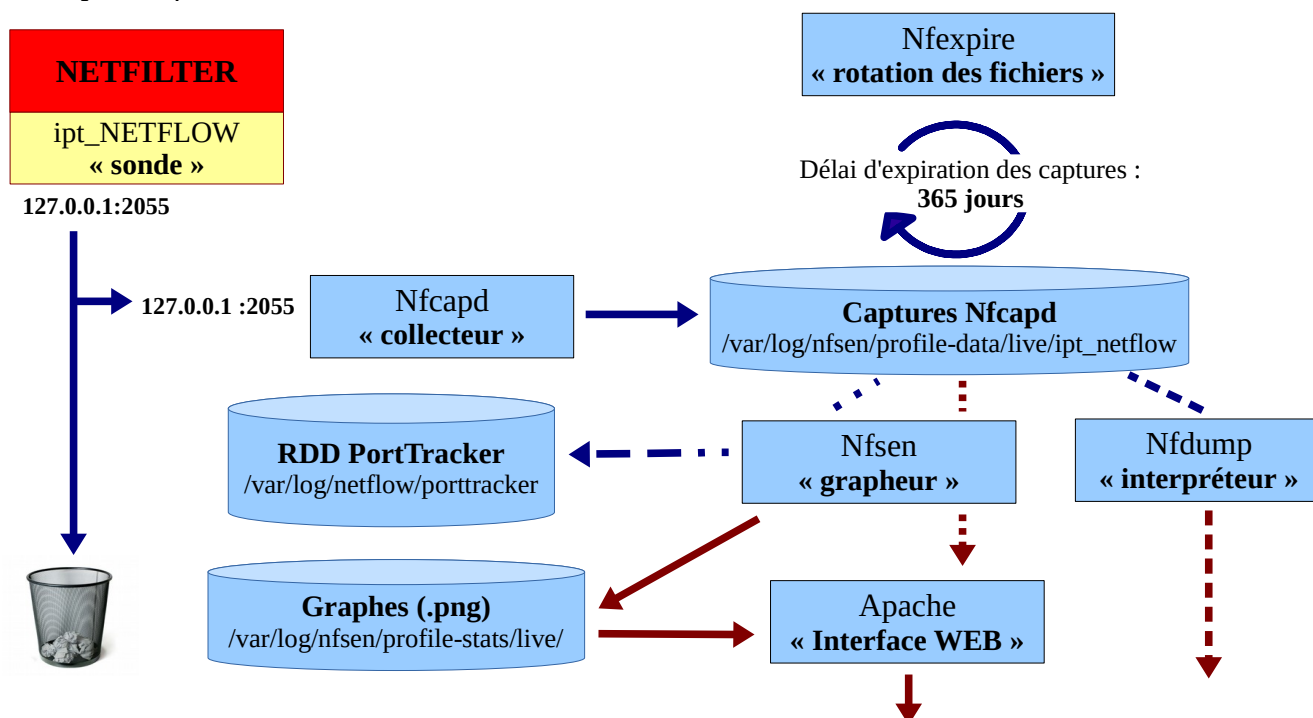 NETFILTER
ipt_NETFLOW
« sonde »
127.0.0.1:2055
Nfexpire
« rotation des fichiers »
Délai d'expiration des captures :
365 jours
127.0.0.1 :2055
Nfcapd
« collecteur »
Captures Nfcapd
/var/log/nfsen/profile-data/live/ipt_netflow
RDD PortTracker
/var/log/netflow/porttracker
Nfsen
« grapheur »
Nfdump
« interpréteur »
Graphes (.png)
/var/log/nfsen/profile-stats/live/
Apache
« Interface WEB »